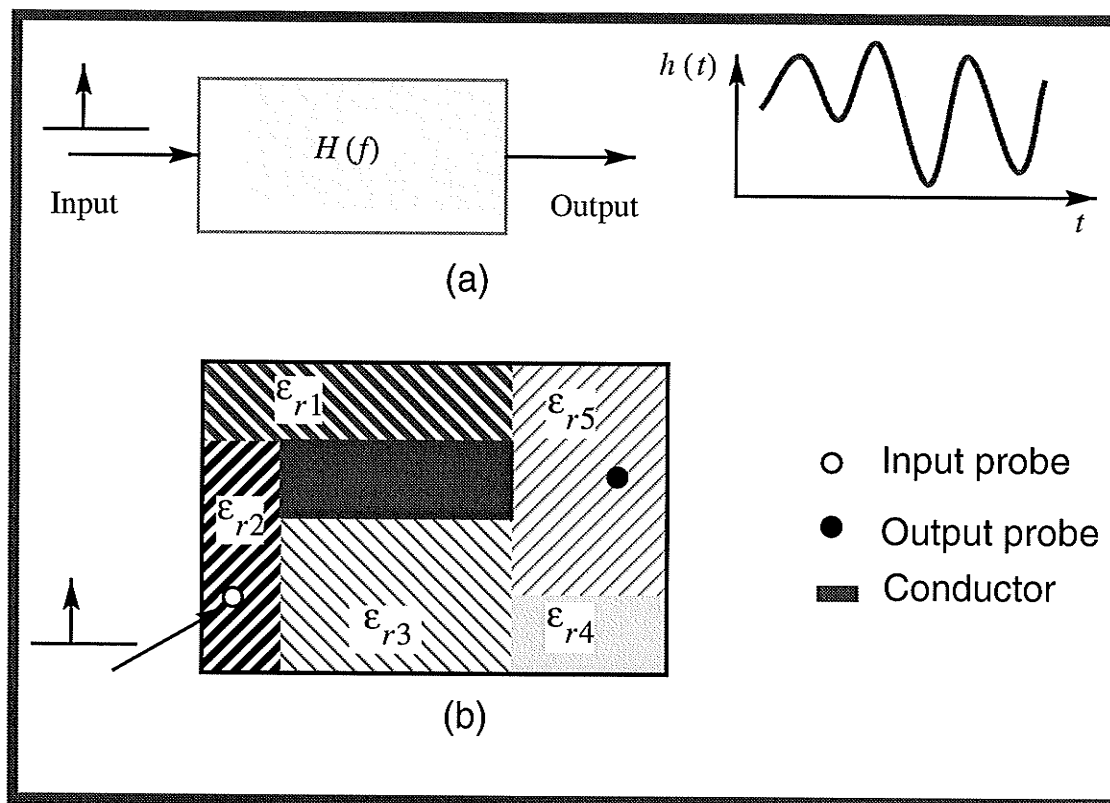 h (t)
H (f)
Input
Output
t
(a)
εr1
εr5
Input probe
εr2
Output probe
Conductor
εr3
εr4
(b)